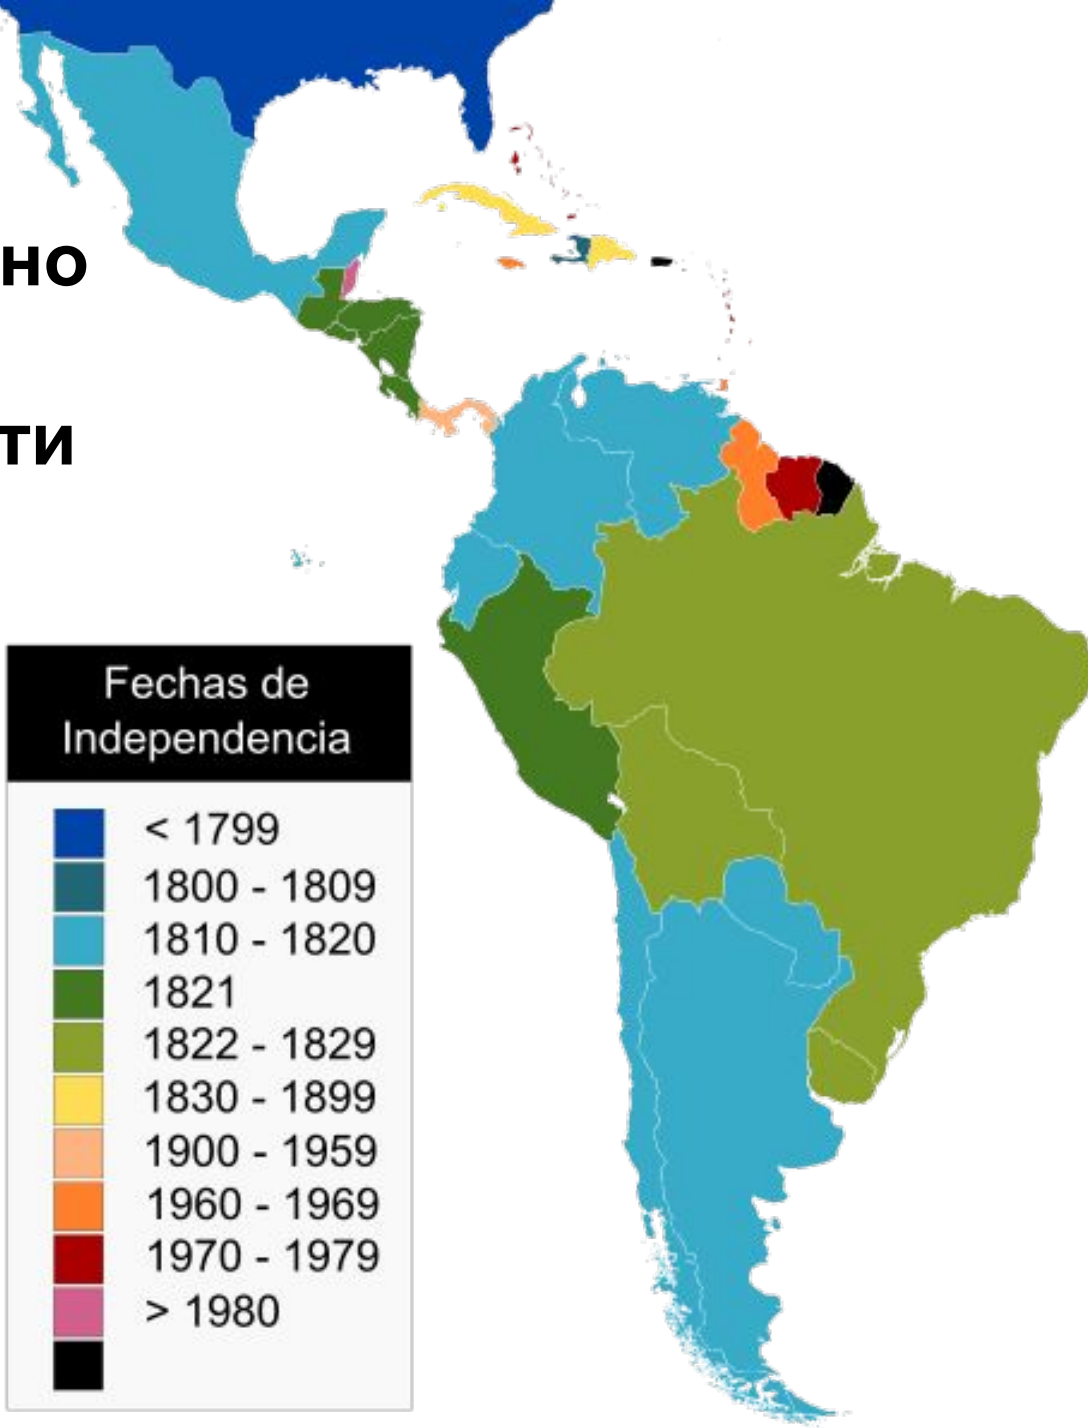 но
ти
Fechas de
Independencia
< 1799
1800 - 1809
1810 - 1820
1821
1822 - 1829
1830 - 1899
1900 - 1959
1960 - 1969
1970 - 1979
> 1980